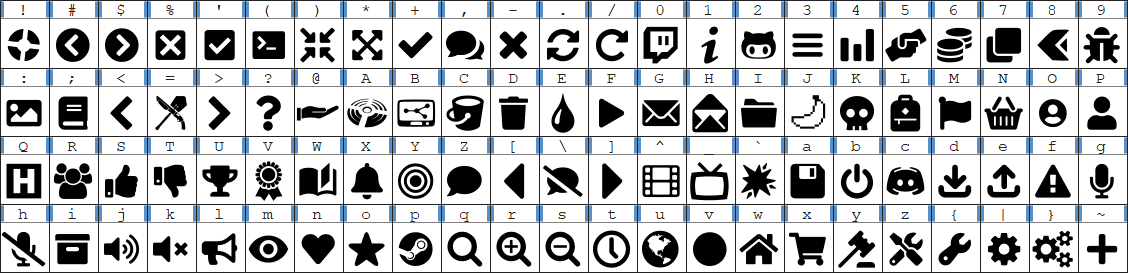 ! # $ % ' ( ) * + , - . / 0 1 2 3 4 5 6 7 8 9
: ; < = > ? @ A B C D E F G H I J K L M N O P
Q R S T U V W X Y Z [ \ ] ^ _ ` a b c d e f g
h i j k l m n o p q r s t u v w x y z { | } ~